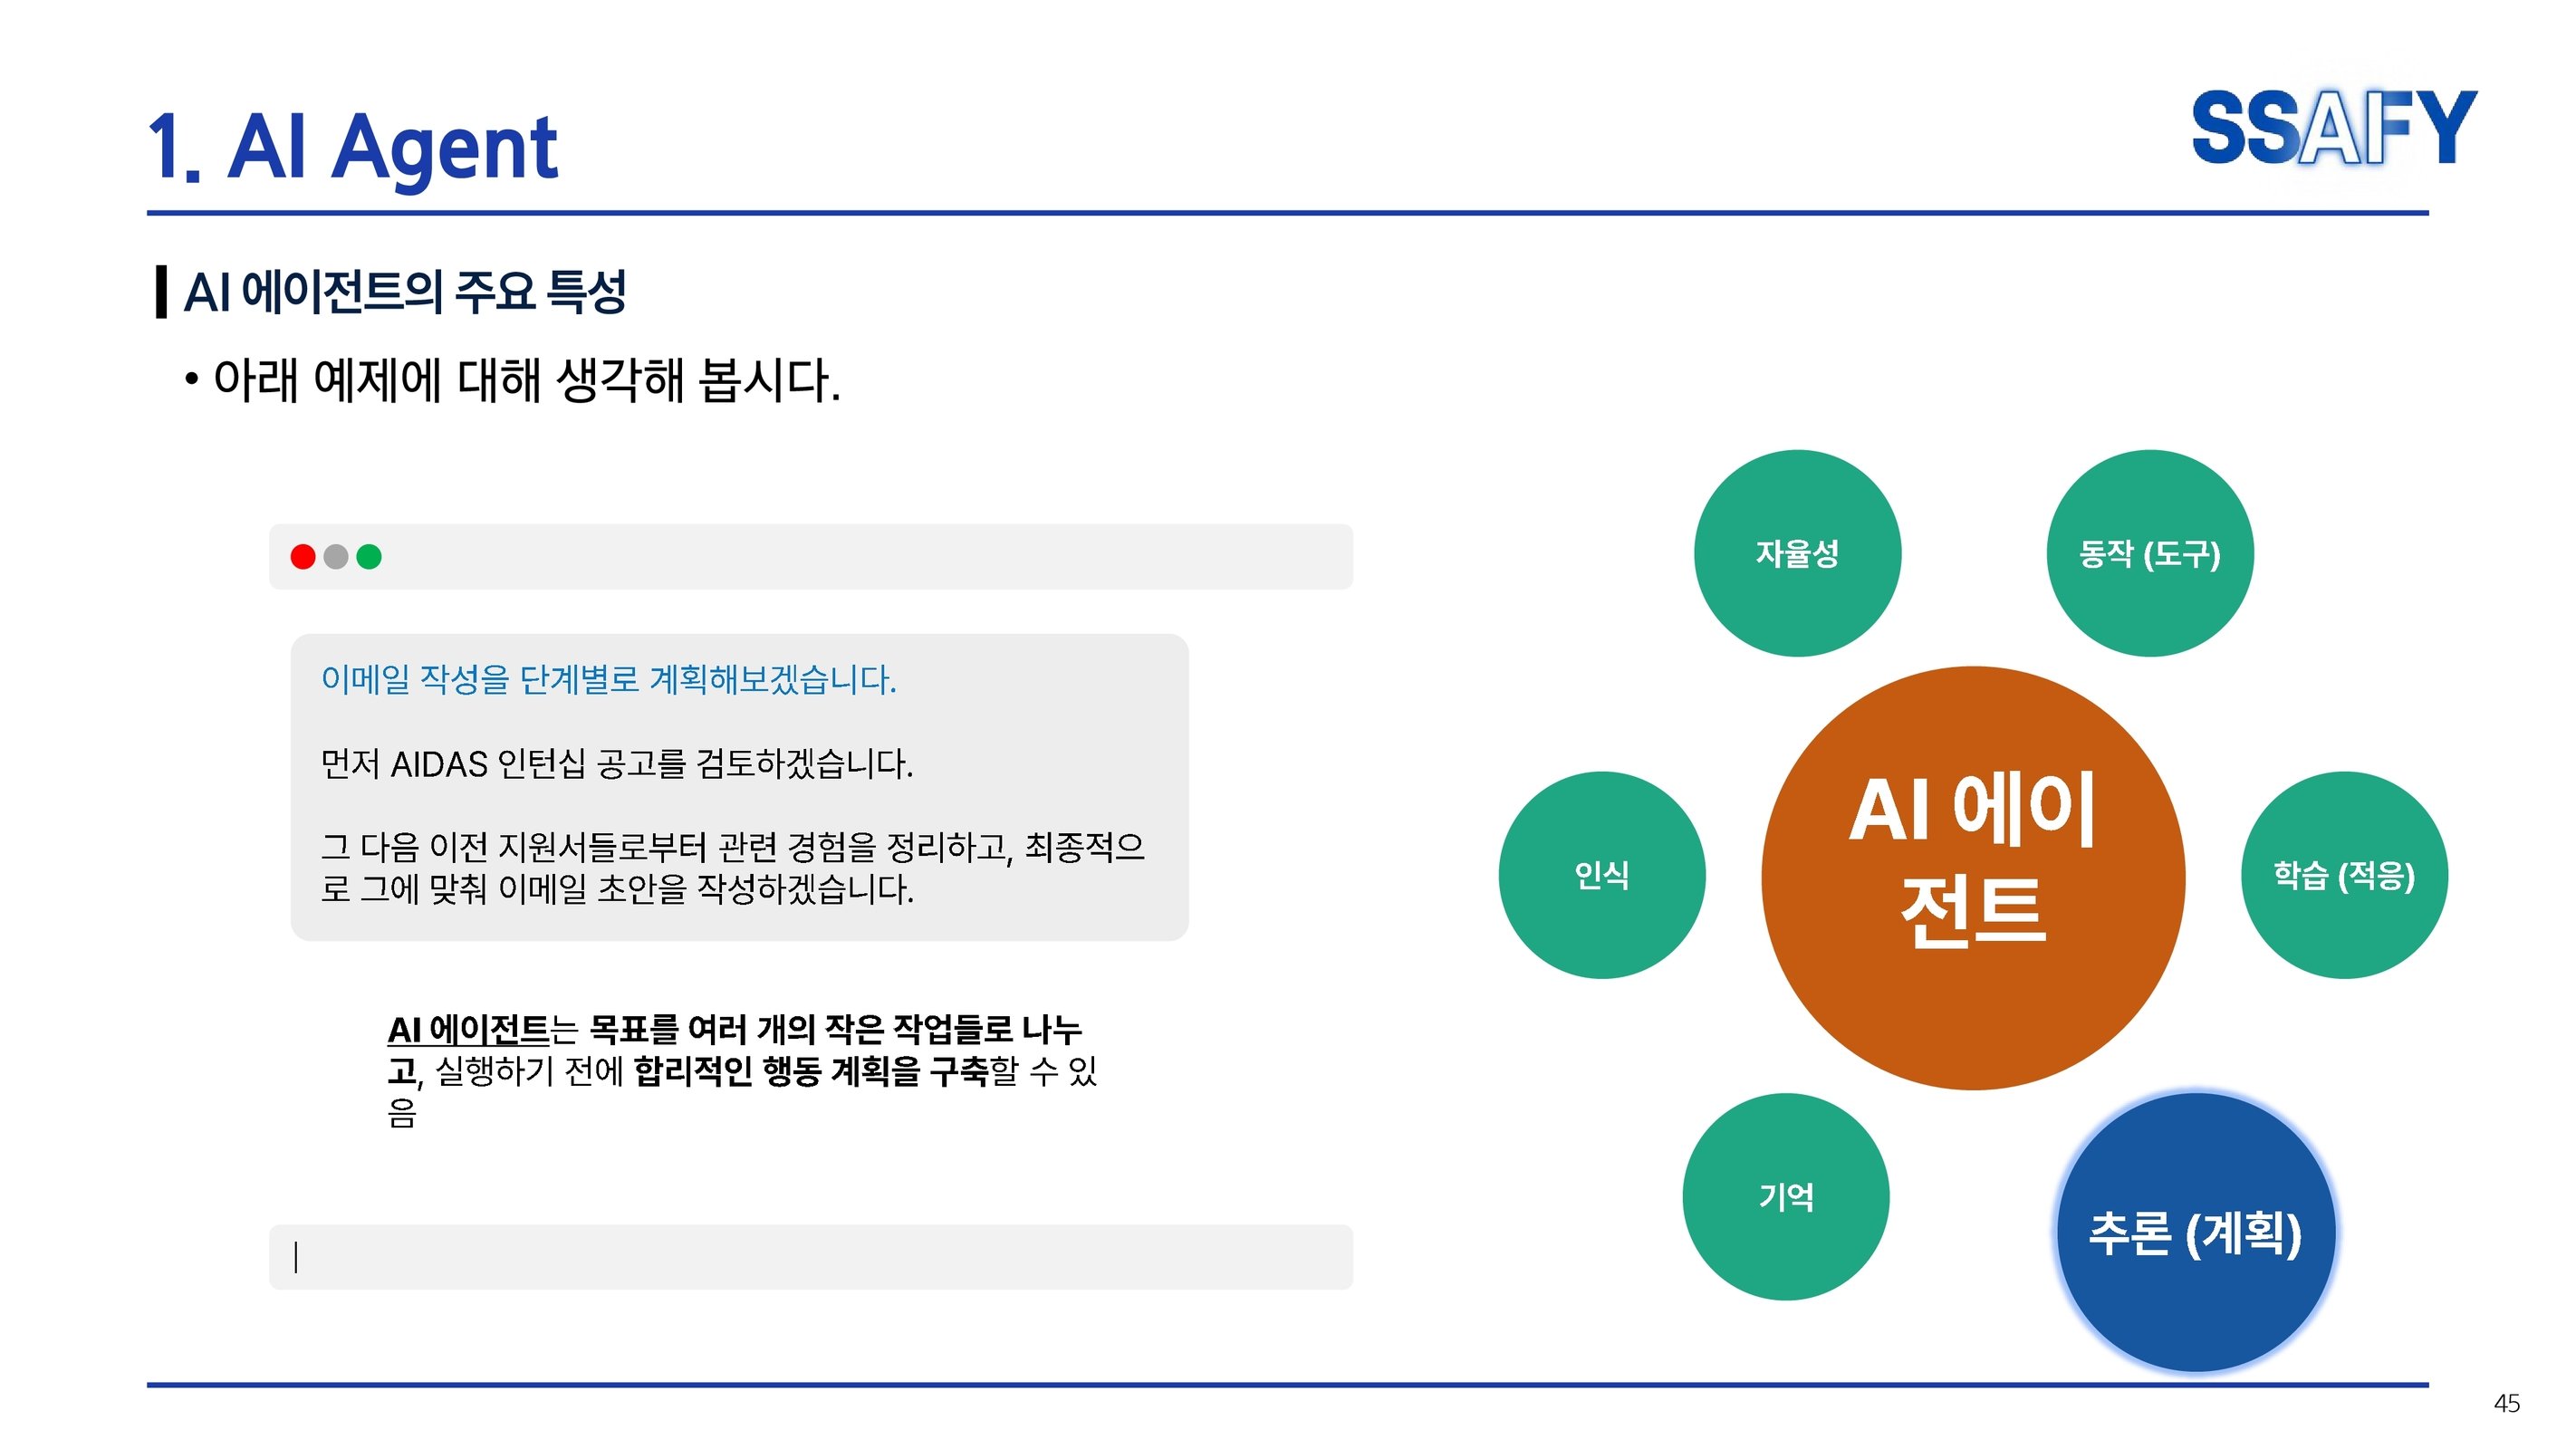 1. AI Agent
SSAFY
AI 에이전트의 주요 특성
• 아래 예제에 대해 생각해 봅시다.
이메일 작성을 단계별로 계획해보겠습니다.
먼저 AIDAS 인턴십 공고를 검토하겠습니다.
그 다음 이전 지원서들로부터 관련 경험을 정리하고, 최종적으
로 그에 맞춰 이메일 초안을 작성하겠습니다.
AI 에이전트는 목표를 여러 개의 작은 작업들로 나누
고, 실행하기 전에 합리적인 행동 계획을 구축할 수 있
음
자율성
동작 (도구)
인식
AI 에이
전트
학습 (적응)
기억
추론 (계획)
45